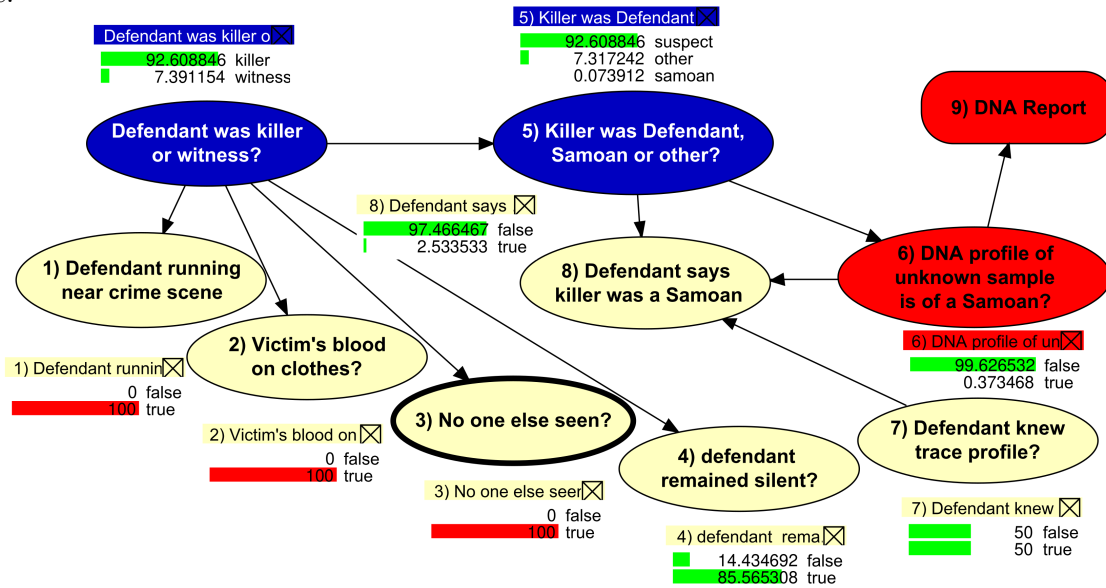 5) Killer was Defendant
92.608846 suspect
7.317242 other
0.073912 samoan
Defendant was killer o
92.608846 killer
7.391154 witness
9) DNA Report
Defendant was killer
or witness?
5) Killer was Defendant,
Samoan or other?
8) Defendant says
97.466467 false
2.533533 true
1) Defendant running
near crime scene
8) Defendant says
killer was a Samoan
6) DNA profile of
unknown sample
is of a Samoan?
2) Victim's blood
on clothes?
6) DNA profile of un
99.626532 false
0.373468 true
1) Defendant runnin
0 false
100 true
3) No one else seen?
7) Defendant knew
trace profile?
2) Victim's blood on
0 false
100 true
4) defendant
remained silent?
3) No one else seen
0 false
100 true
7) Defendant knew
50 false
50 true
4) defendant rema
14.434692 false
85.565308 true